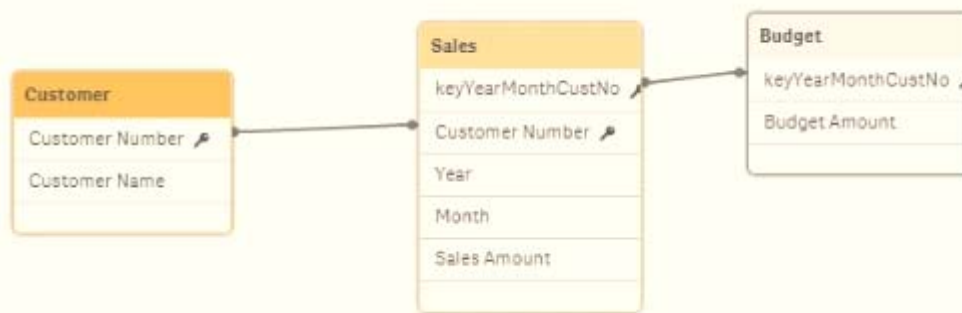 Customer
Customer Number
Customer Name
Sales
keyYearMonthCustNo
Customer Number
Year
Month
Sales Amount
Budget
keyYearMonthCustNo
Budget Amount